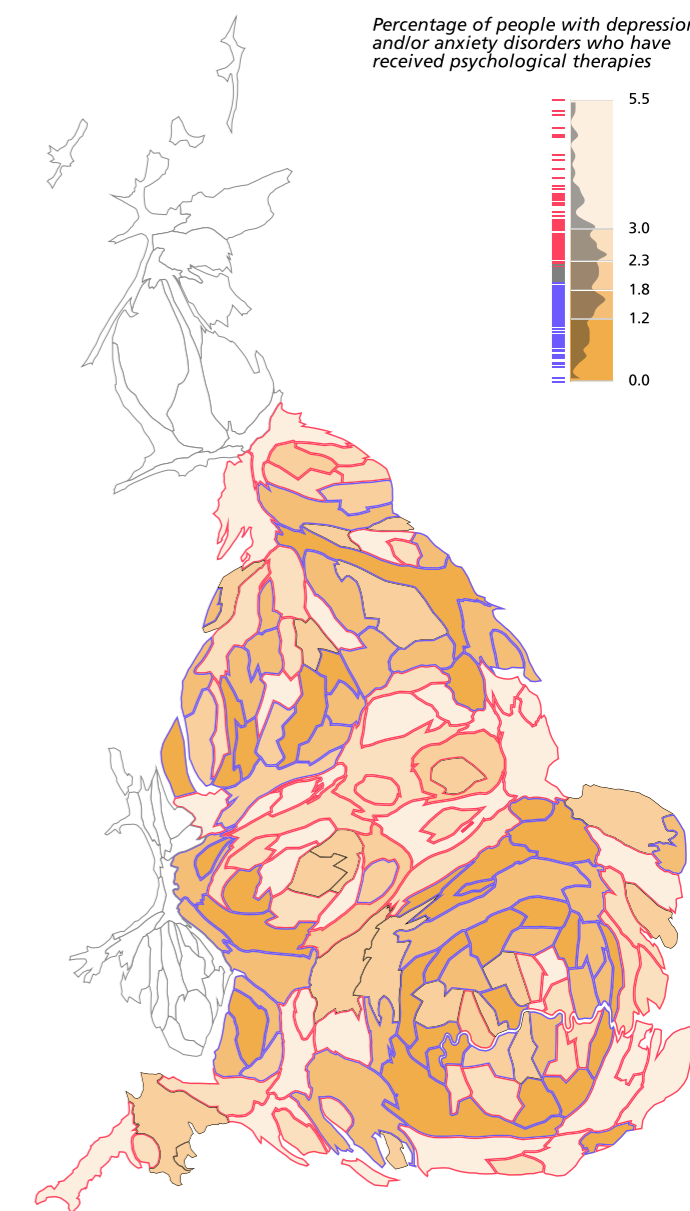 Percentage of people with depression
and/or anxiety disorders who have
received psychological therapies
5.5
3.0
2.3
1.8
1.2
0.0